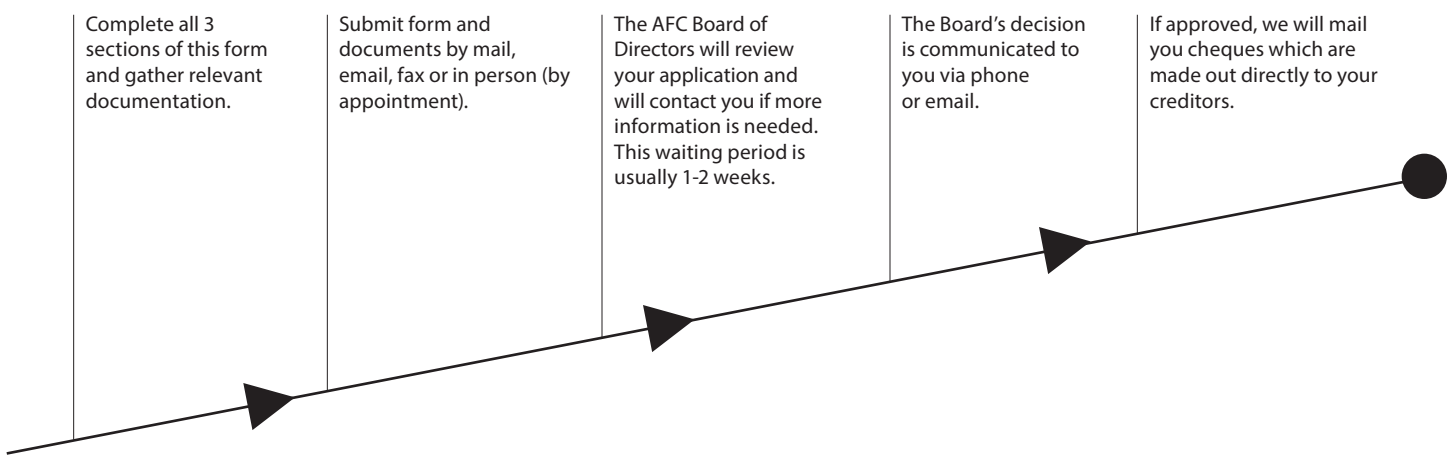 Complete all 3
sections of this form
and gather relevant
documentation.
Submit form and
documents by mail,
email, fax or in person (by
appointment).
The AFC Board of
Directors will review
your application and
will contact you if more
information is needed.
This waiting period is
usually 1-2 weeks.
The Board’s decision
is communicated to
you via phone
or email.
If approved, we will mail
you cheques which are
made out directly to your
creditors.